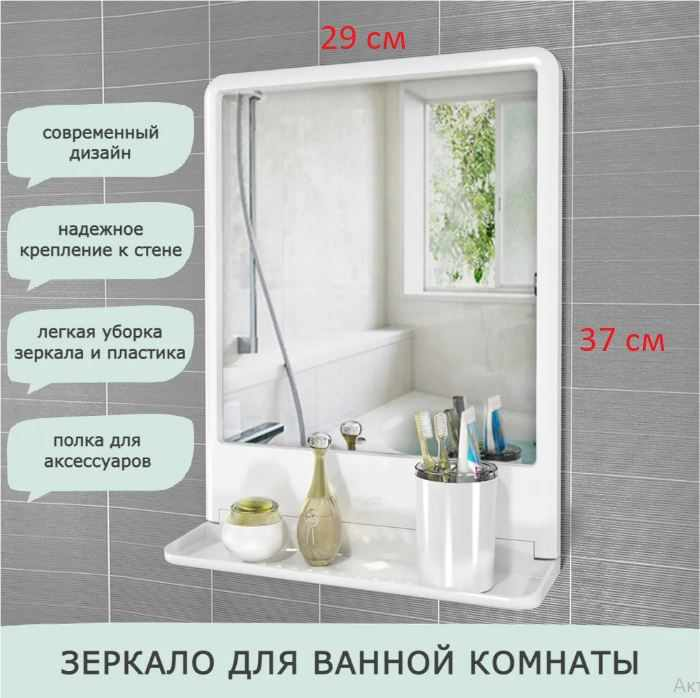 29 см
современный
дизайн
надежное
крепление к стене
37 см
легкая уборка
зеркала и пластика
полка для
аксессуаров
ЗЕРКАЛО ДЛЯ ВАННОЙ КОМНАТЫ
Ак